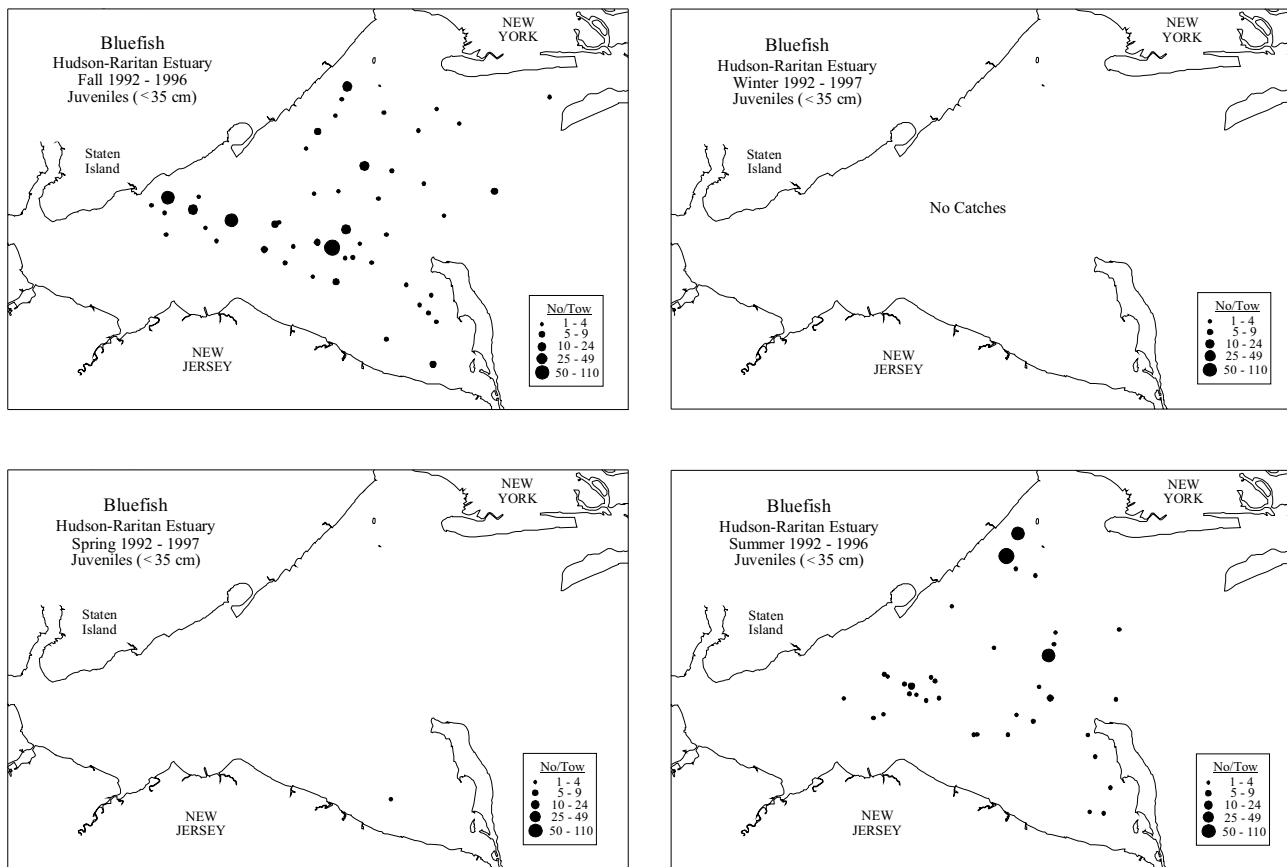 Bluefish
Hudson-Raritan Estuary
Fall 1992 - 1996
Juveniles (<35 cm)
NEW
YORK
Staten
Island
NEW
JERSEY
No/Tow
1 - 4
5 - 9
10 - 24
25 - 49
50 - 110
Bluefish
Hudson-Raritan Estuary
Winter 1992 - 1997
Juveniles (<35 cm)
NEW
YORK
Staten
Island
No Catches
NEW
JERSEY
No/Tow
1 - 4
5 - 9
10 - 24
25 - 49
50 - 110
Bluefish
Hudson-Raritan Estuary
Spring 1992 - 1997
Juveniles (<35 cm)
NEW
YORK
Staten
Island
NEW
JERSEY
No/Tow
1 - 4
5 - 9
10 - 24
25 - 49
50 - 110
Bluefish
Hudson-Raritan Estuary
Summer 1992 - 1996
Juveniles (<35 cm)
NEW
YORK
Staten
Island
NEW
JERSEY
No/Tow
1 - 4
5 - 9
10 - 24
25 - 49
50 - 110